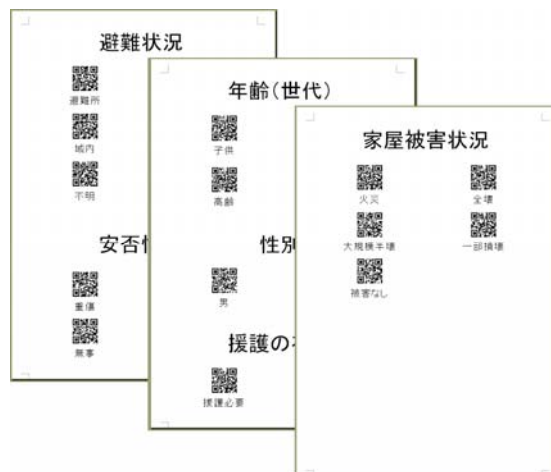 避難状況
避難所
域内
不明
安否
重傷
無事
年齢(世代)
子供
高齢
性別
男
援護の
援護必要
家屋被害状況
火災 全壊
大規模半壊 一部損壊
被害なし